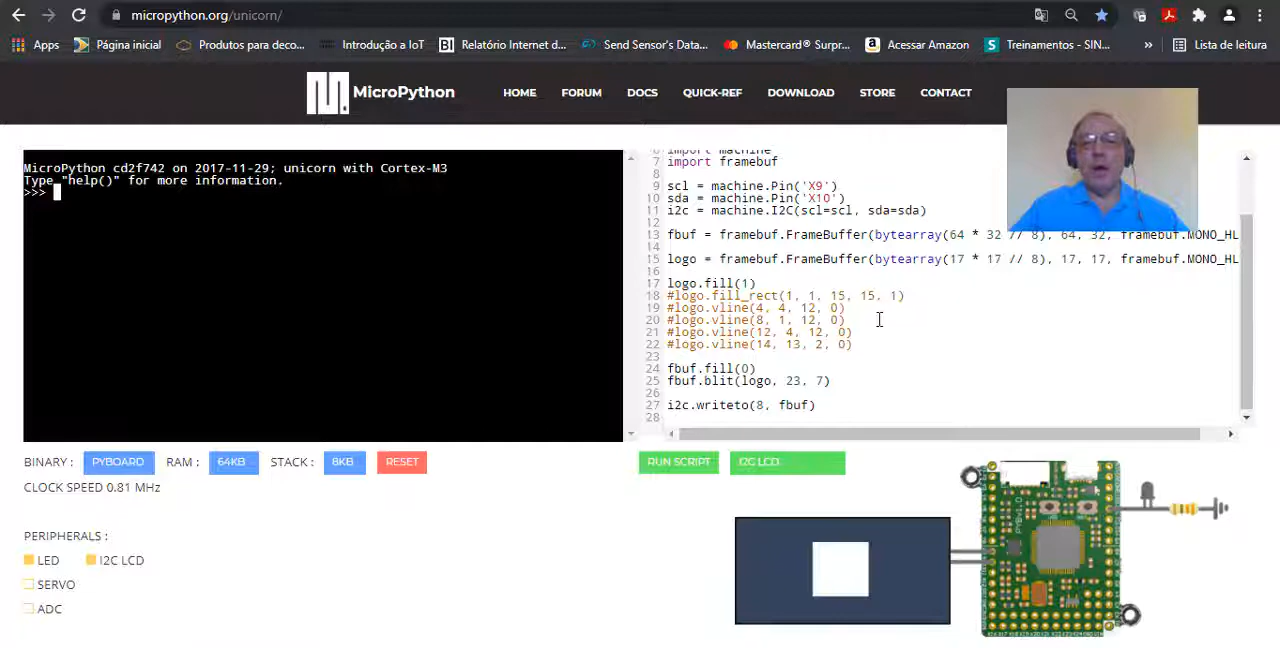 micropython.org/unicorn/
Apps Página inicial Produtos para deco... Introdução a IoT BI Relatório Internet d... Send Sensor's Data... Mastercard® Surpr... a Acessar Amazon S Treinamentos - SIN... » Lista de leitura
MicroPython HOME FORUM DOCS QUICK-REF DOWNLOAD STORE CONTACT
MicroPython cd2f742 on 2017-11-29; unicorn with Cortex-M3
Type "help()" for more information.
>>>
6 import machine
7 import framebuf
8
9 scl = machine.Pin('X9')
10 sda = machine.Pin('X10')
11 i2c = machine.I2C(scl=scl, sda=sda)
12
13 fbuf = framebuf.FrameBuffer(bytearray(64 * 32 // 8), 64, 32, framebuf.MONO_HL
14
15 logo = framebuf.FrameBuffer(bytearray(17 * 17 // 8), 17, 17, framebuf.MONO_HL
16
17 logo.fill(1)
18 #logo.fill_rect(1, 1, 15, 15, 1)
19 #logo.vline(4, 4, 12, 0)
20 #logo.vline(8, 1, 12, 0)
21 #logo.vline(12, 4, 12, 0)
22 #logo.vline(14, 13, 2, 0)
23
24 fbuf.fill(0)
25 fbuf.blit(logo, 23, 7)
26
27 i2c.writeto(8, fbuf)
28
BINARY : PYBOARD RAM : 64KB STACK : 8KB RESET
RUN SCRIPT I2C LCD
CLOCK SPEED 0.81 MHz
PERIPHERALS :
LED I2C LCD
SERVO
ADC
PYBv1.0